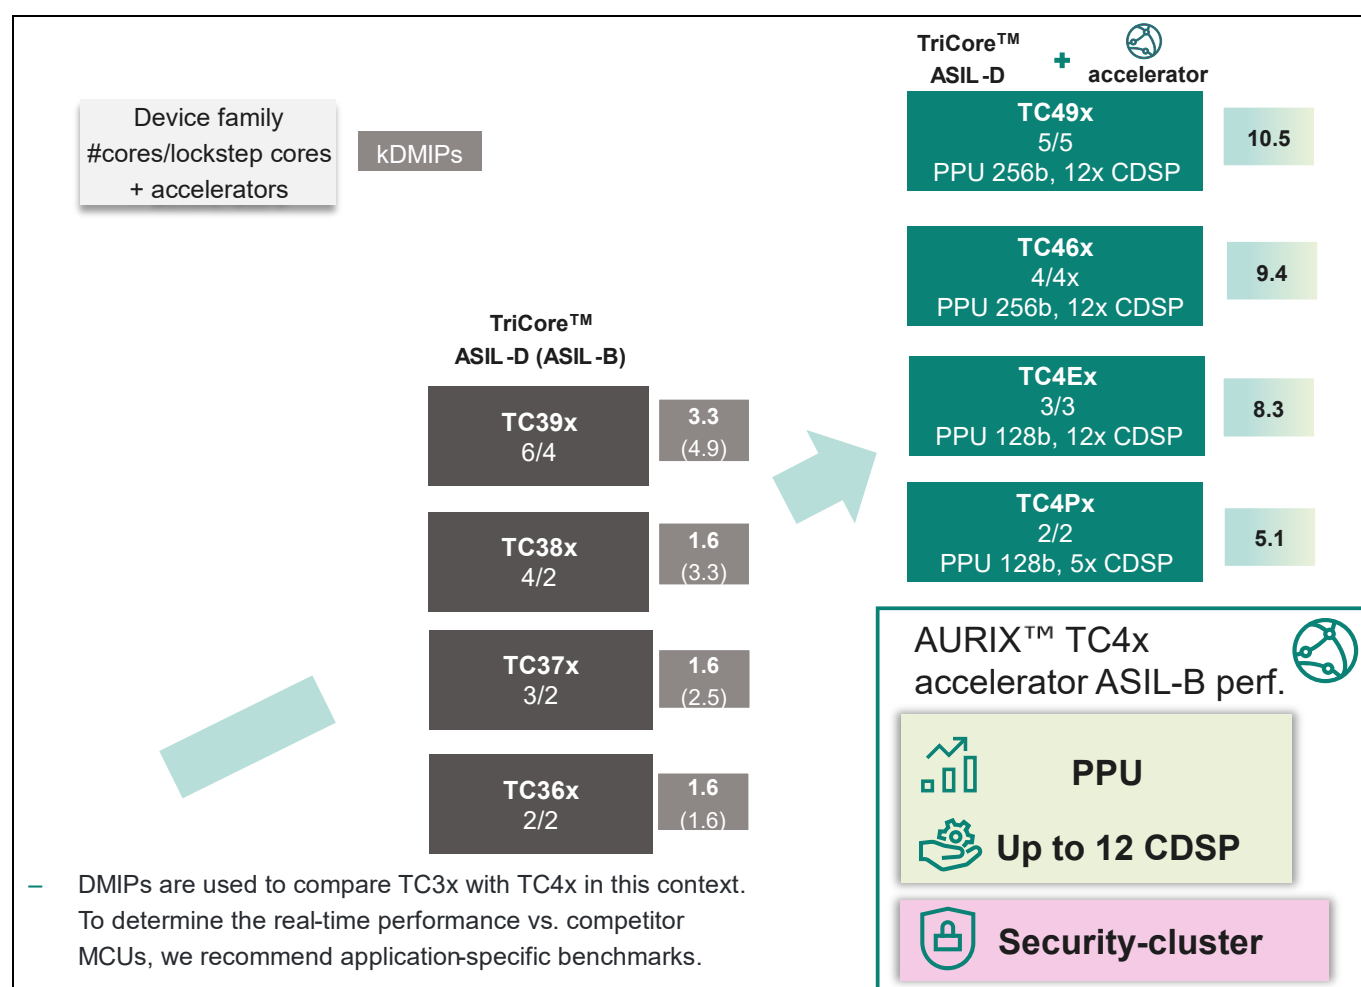 TriCore™
ASIL-D
+
accelerator
Device family
#cores/lockstep cores
+ accelerators
kDMIPs
TC49x
5/5
PPU 256b, 12x CDSP
10.5
TC46x
4/4x
PPU 256b, 12x CDSP
9.4
TriCore™
ASIL-D (ASIL-B)
TC4Ex
3/3
PPU 128b, 12x CDSP
8.3
TC39x
6/4
3.3
(4.9)
TC4Px
2/2
PPU 128b, 5x CDSP
5.1
TC38x
4/2
1.6
(3.3)
TC37x
3/2
1.6
(2.5)
TC36x
2/2
1.6
(1.6)
AURIX™ TC4x
accelerator ASIL-B perf.
PPU
Up to 12 CDSP
Security-cluster
– DMIPs are used to compare TC3x with TC4x in this context.
To determine the real-time performance vs. competitor
MCUs, we recommend application-specific benchmarks.